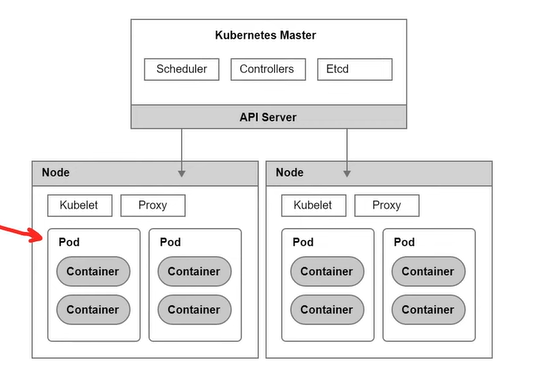 Kubernetes Master
Scheduler Controllers Etcd
API Server
Node Node
Kubelet Proxy Kubelet Proxy
Pod Pod Pod Pod
Container Container Container Container
Container Container Container Container